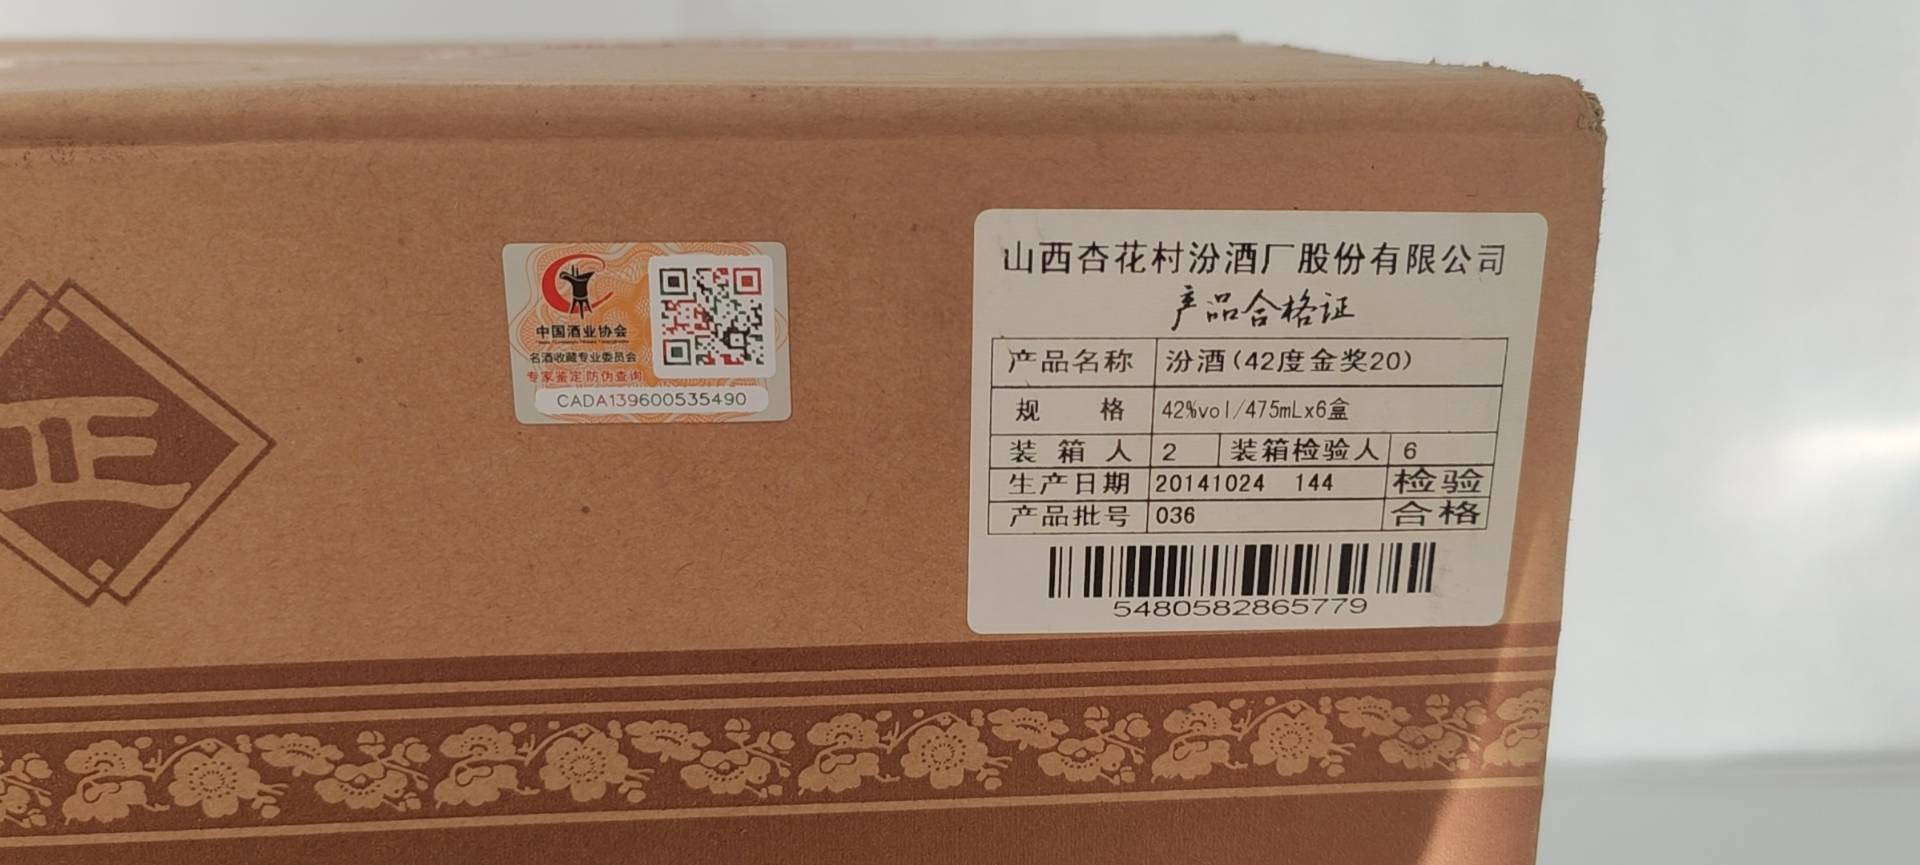 正
中国酒业协会
名酒收藏专业委员会
专家鉴定 防伪查询
CADA139600535490
山西杏花村汾酒厂股份有限公司
产品合格证
产品名称 汾酒(42度金奖20)
规 格 42%vol/475mLx6盒
装 箱 人 2 装箱检验人 6
生产日期 20141024 144 检验
产品批号 036 合格
5480582865779